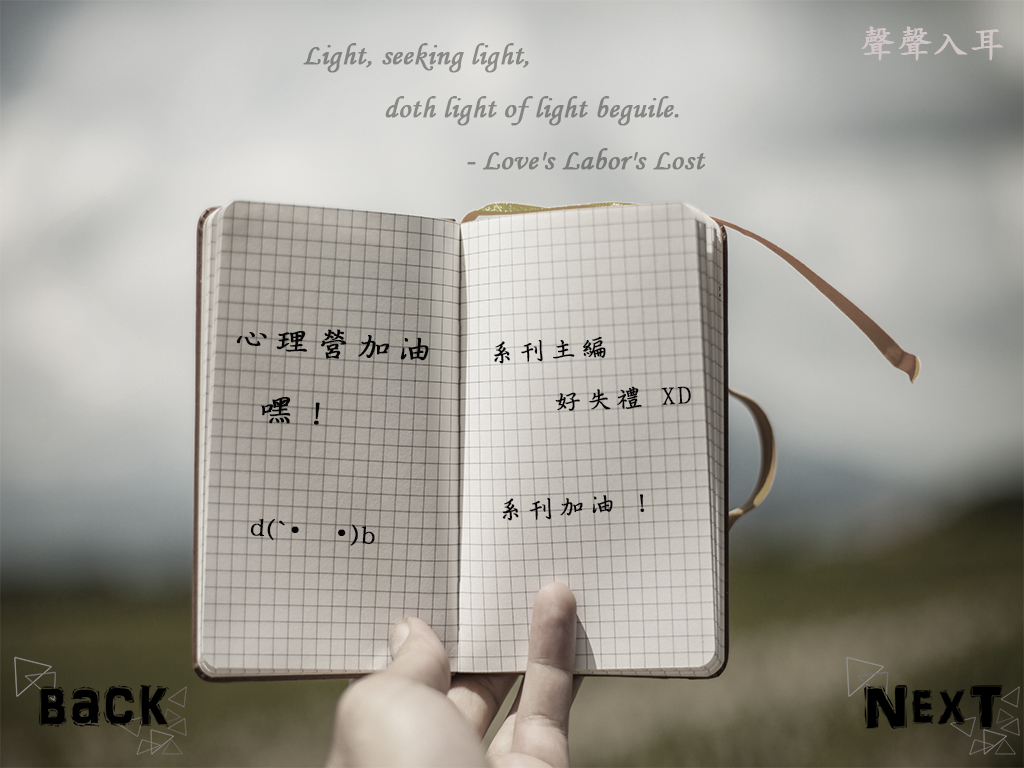 聲聲入耳
Light, seeking light,
doth light of light beguile.
- Love's Labor's Lost
心理營加油
嘿！
d(`• •)b
系刊主編
好失禮 XD
系刊加油！
BaCK
NEXT